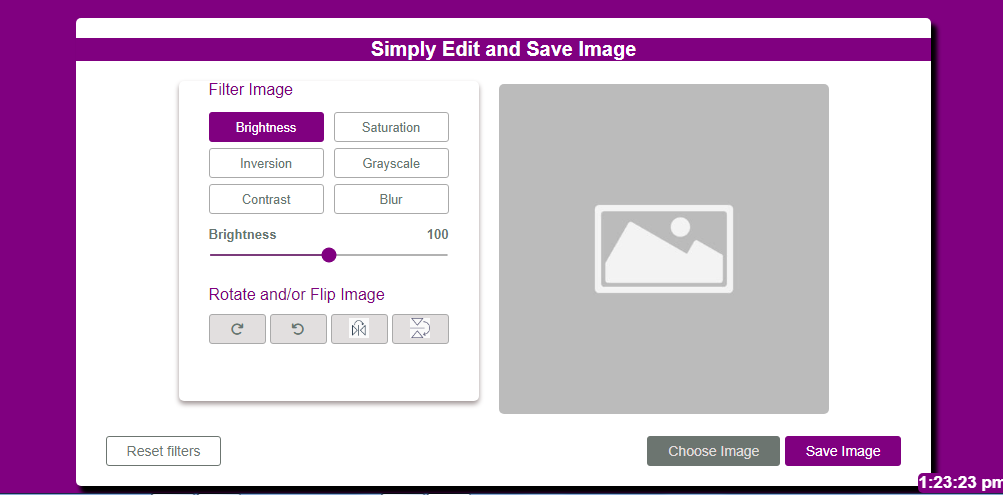 Simply Edit and Save Image
Filter Image
Brightness Saturation
Inversion Grayscale
Contrast Blur
Brightness 100
Rotate and/or Flip Image
Reset filters Choose Image Save Image
1:23:23 pm